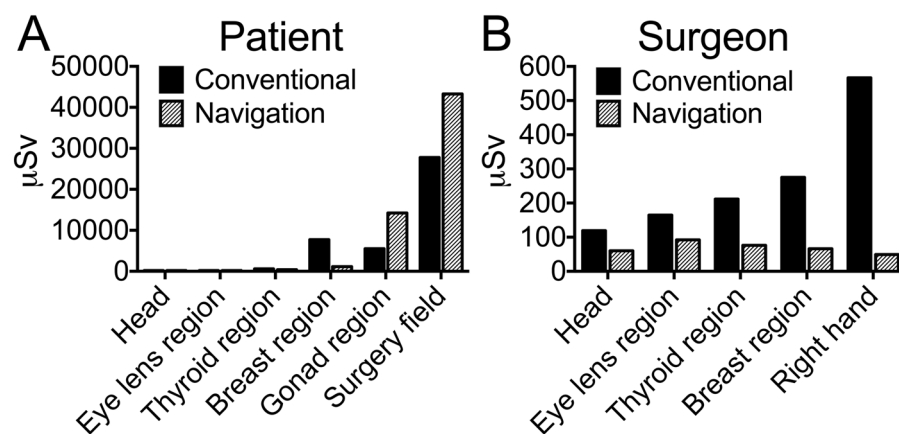 A Patient
μSv
50000
40000
30000
20000
10000
0
Conventional
Navigation
Head
Eye lens region
Thyroid region
Breast region
Gonad region
Surgery field
B Surgeon
μSv
600
500
400
300
200
100
0
Conventional
Navigation
Head
Eye lens region
Thyroid region
Breast region
Right hand